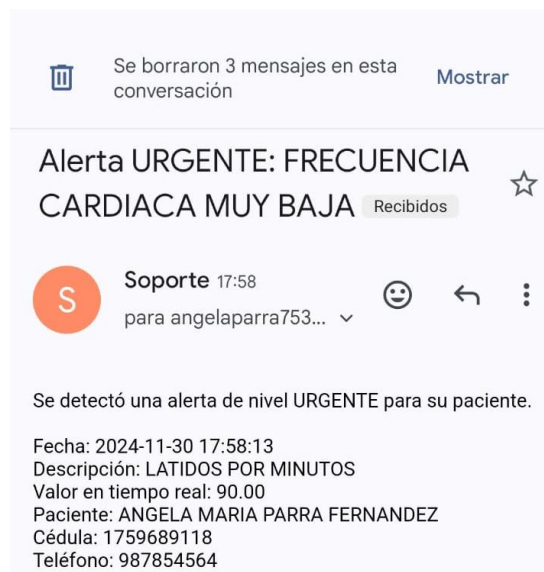 Se borraron 3 mensajes en esta
conversación
Mostrar
Alerta URGENTE: FRECUENCIA
CARDIACA MUY BAJA Recibidos
S
Soporte 17:58
para angelaparra753...
Se detectó una alerta de nivel URGENTE para su paciente.
Fecha: 2024-11-30 17:58:13
Descripción: LATIDOS POR MINUTOS
Valor en tiempo real: 90.00
Paciente: ANGELA MARIA PARRA FERNANDEZ
Cédula: 1759689118
Teléfono: 987854564